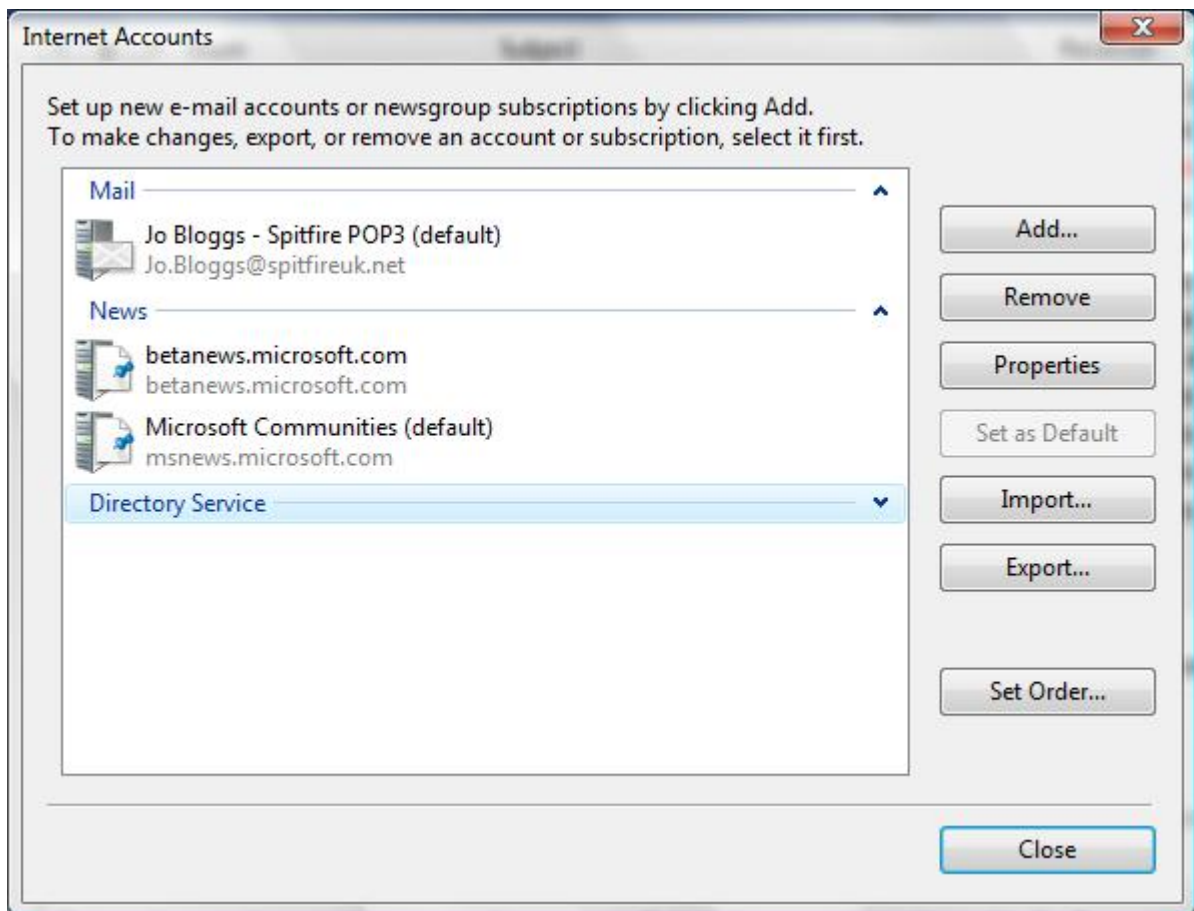 Internet Accounts
Set up new e-mail accounts or newsgroup subscriptions by clicking Add.
To make changes, export, or remove an account or subscription, select it first.
Mail
Jo Bloggs - Spitfire POP3 (default)
Jo.Bloggs@spitfireuk.net
News
betanews.microsoft.com
betanews.microsoft.com
Microsoft Communities (default)
msnews.microsoft.com
Directory Service
Add...
Remove
Properties
Set as Default
Import...
Export...
Set Order...
Close